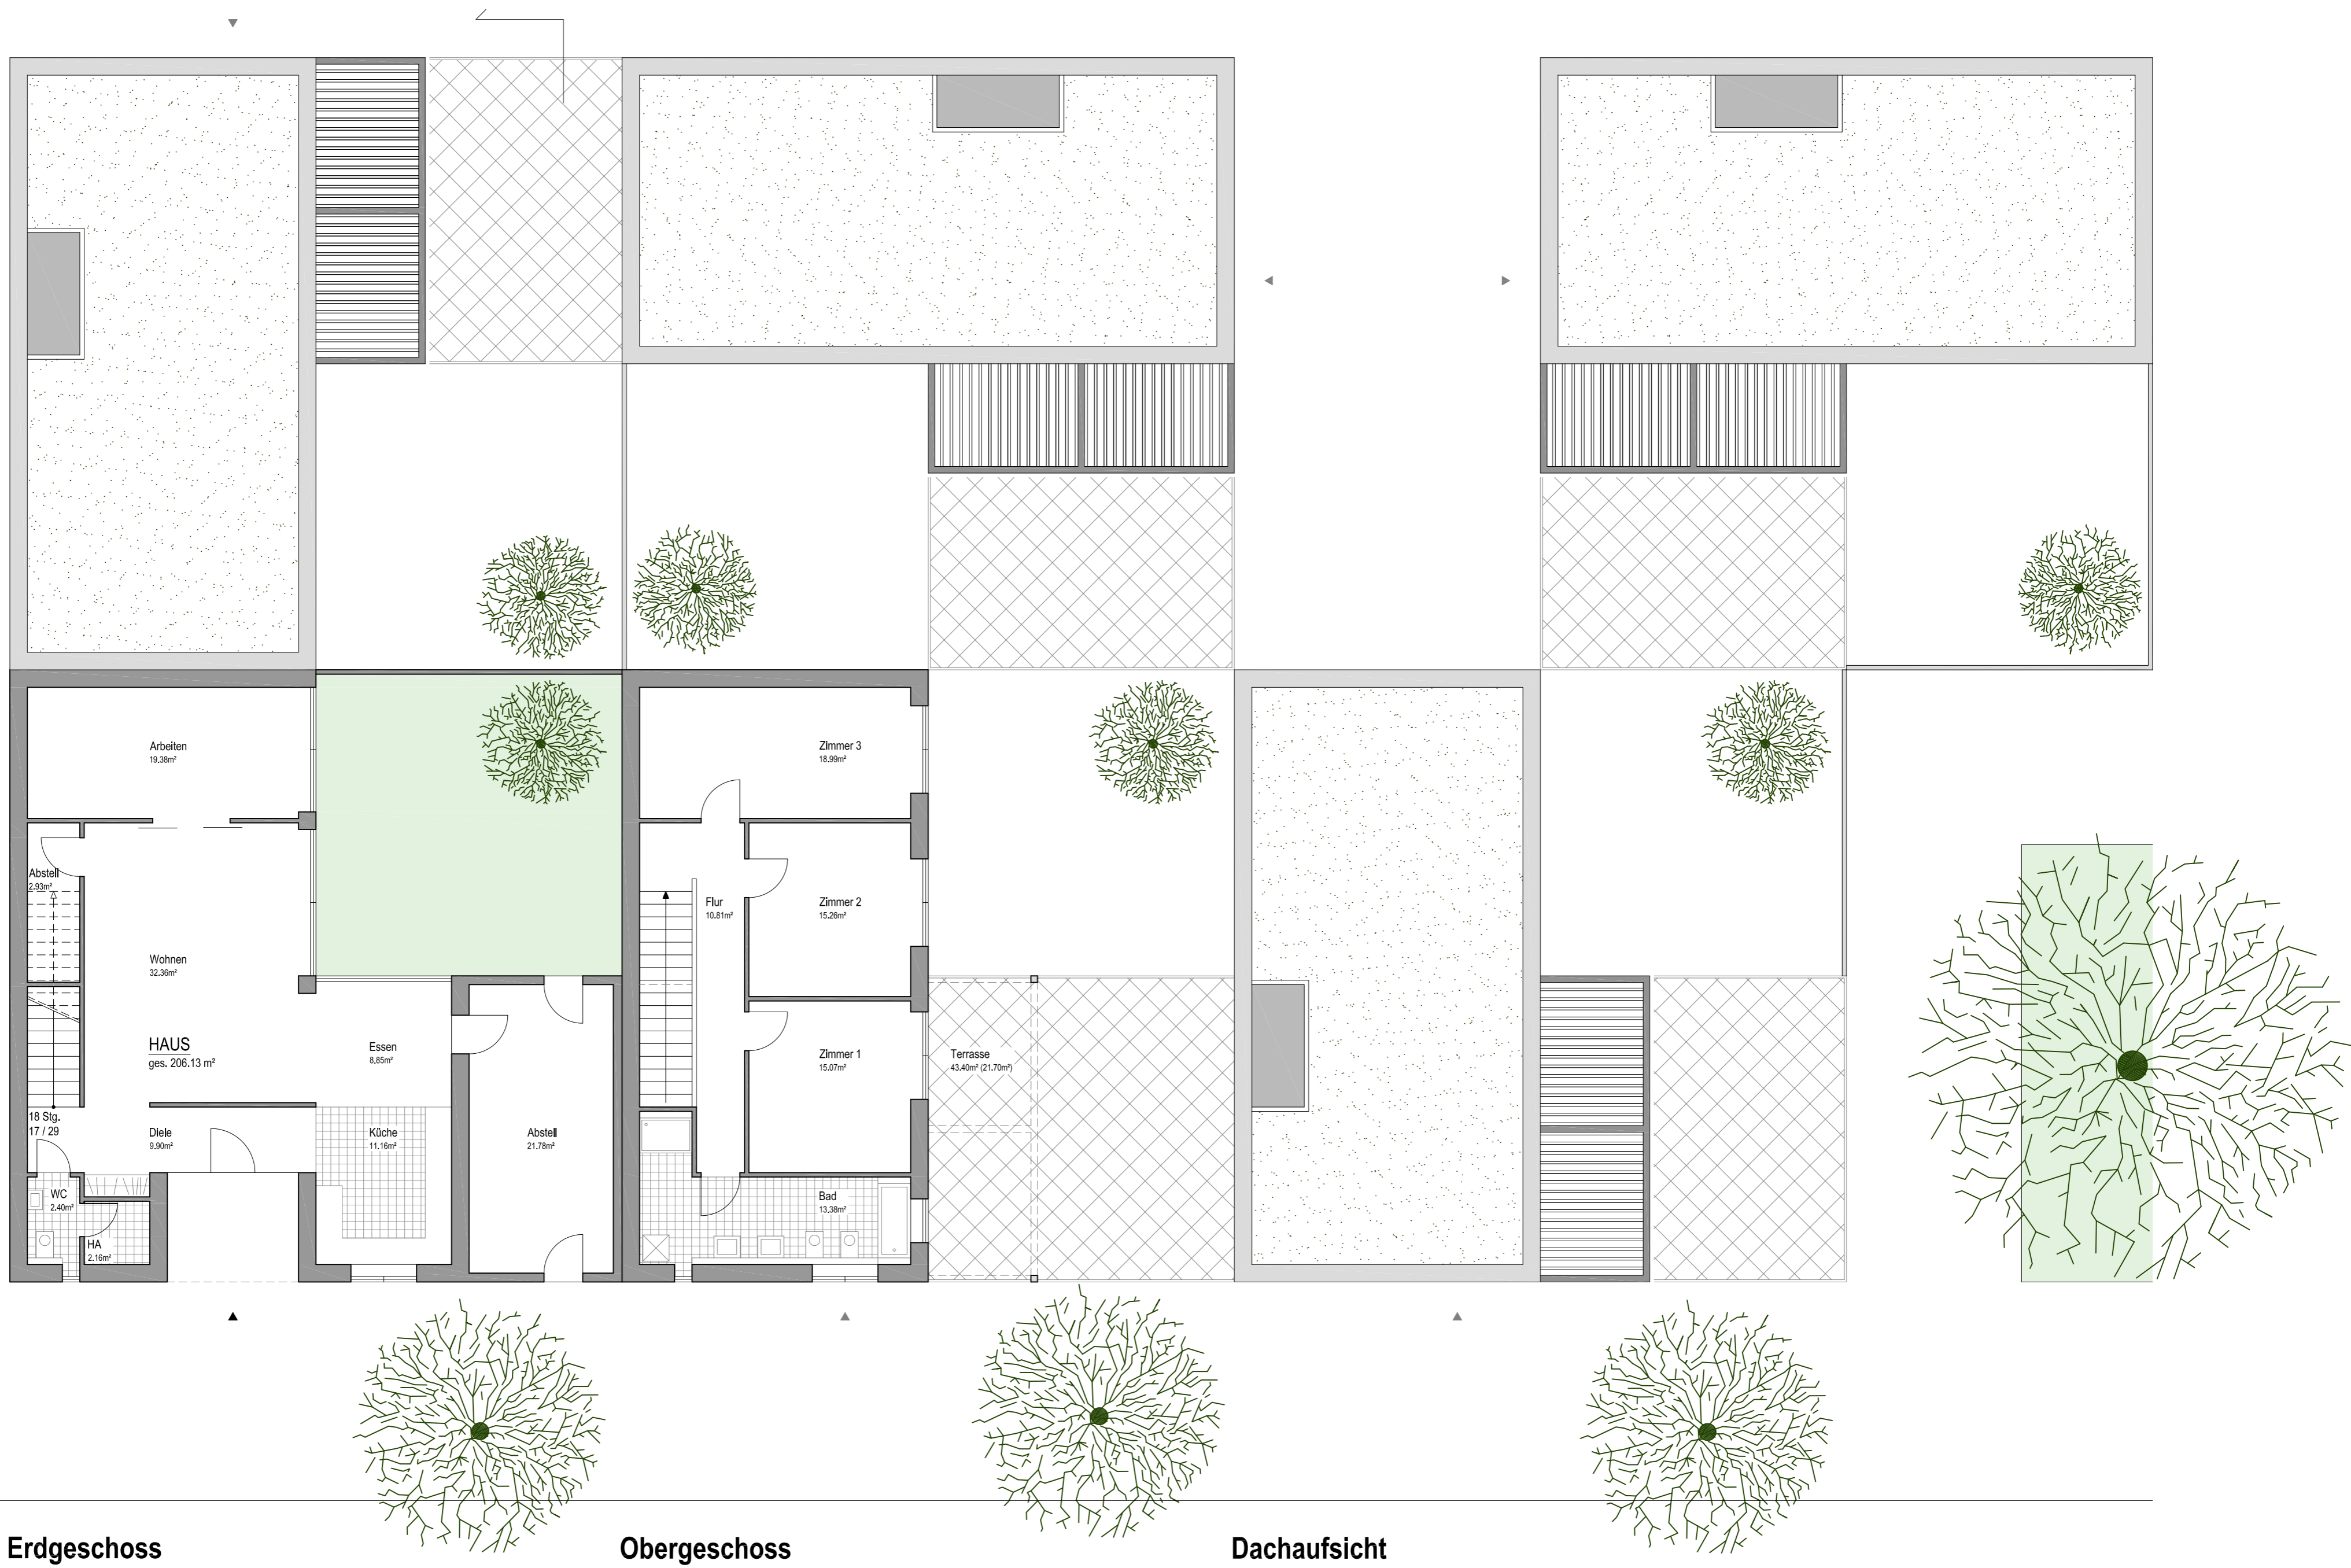 Arbeiten
19.38m²
Abstell
2.93m²
Wohnen
32.36m²
HAUS
ges. 206.13 m²
Essen
8,85m²
18 Stg.
17 / 29
Diele
9.90m²
Küche
11.16m²
Abstell
21.78m²
WC
2.40m²
HA
2.16m²
Zimmer 3
18.99m²
Flur
10.81m²
Zimmer 2
15.26m²
Zimmer 1
15.07m²
Bad
13,38m²
Terrasse
43.40m² (21.70m²)
Erdgeschoss
Obergeschoss
Dachaufsicht